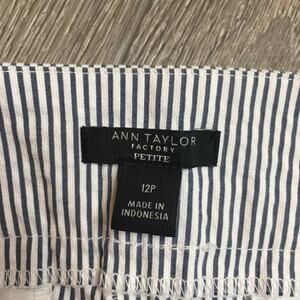 ANN TAYLOR
FACTORY
PETITE
12P
MADE IN
INDONESIA